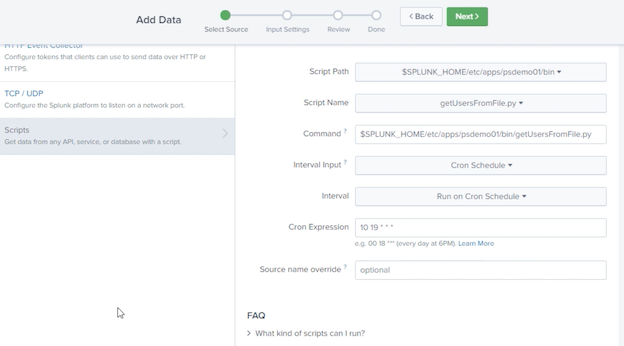 Add Data
Select Source
Input Settings
Review
Done
< Back
Next >
HTTP Event Collector
Configure tokens that clients can use to send data over HTTP or
HTTPS.
TCP / UDP
Configure the Splunk platform to listen on a network port.
Scripts
Get data from any API, service, or database with a script.
Script Path
$SPLUNK_HOME/etc/apps/psdemo01/bin
Script Name
getUsersFromFile.py
Command ?
$SPLUNK_HOME/etc/apps/psdemo01/bin/getUsersFromFile.py
Interval Input ?
Cron Schedule
Interval
Run on Cron Schedule
Cron Expression
10 19 * * *
e.g. 00 18 *** (every day at 6PM). Learn More
Source name override ?
optional
FAQ
> What kind of scripts can I run?